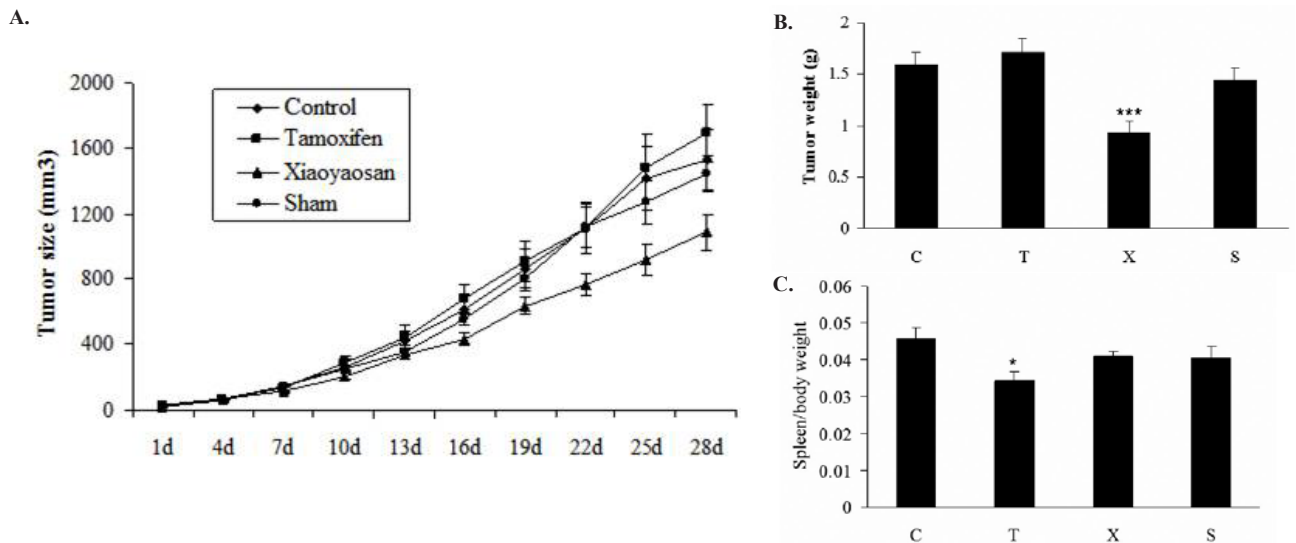 A.
Tumor size (mm3)
2000
1600
1200
800
400
0
Control
Tamoxifen
Xiaoyaosan
Sham
1d 4d 7d 10d 13d 16d 19d 22d 25d 28d
B.
Tumor weight (g)
2
1.5
1
0.5
0
***
C T X S
C.
Spleen/body weight
0.06
0.05
0.04
0.03
0.02
0.01
0
*
C T X S